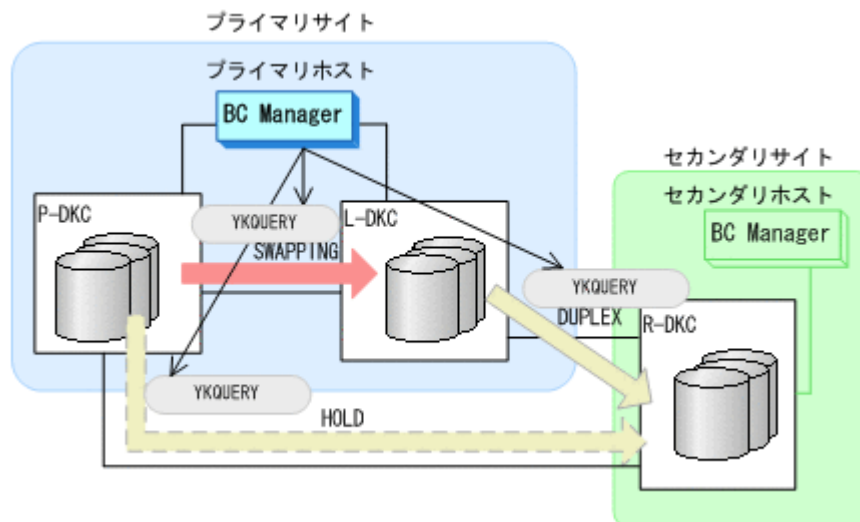 プライマリサイト
プライマリホスト
BC Manager
セカンダリサイト
セカンダリホスト
BC Manager
P-DKC
YKQUERY
L-DKC
SWAPPING
YKQUERY
DUPLEX
R-DKC
YKQUERY
HOLD